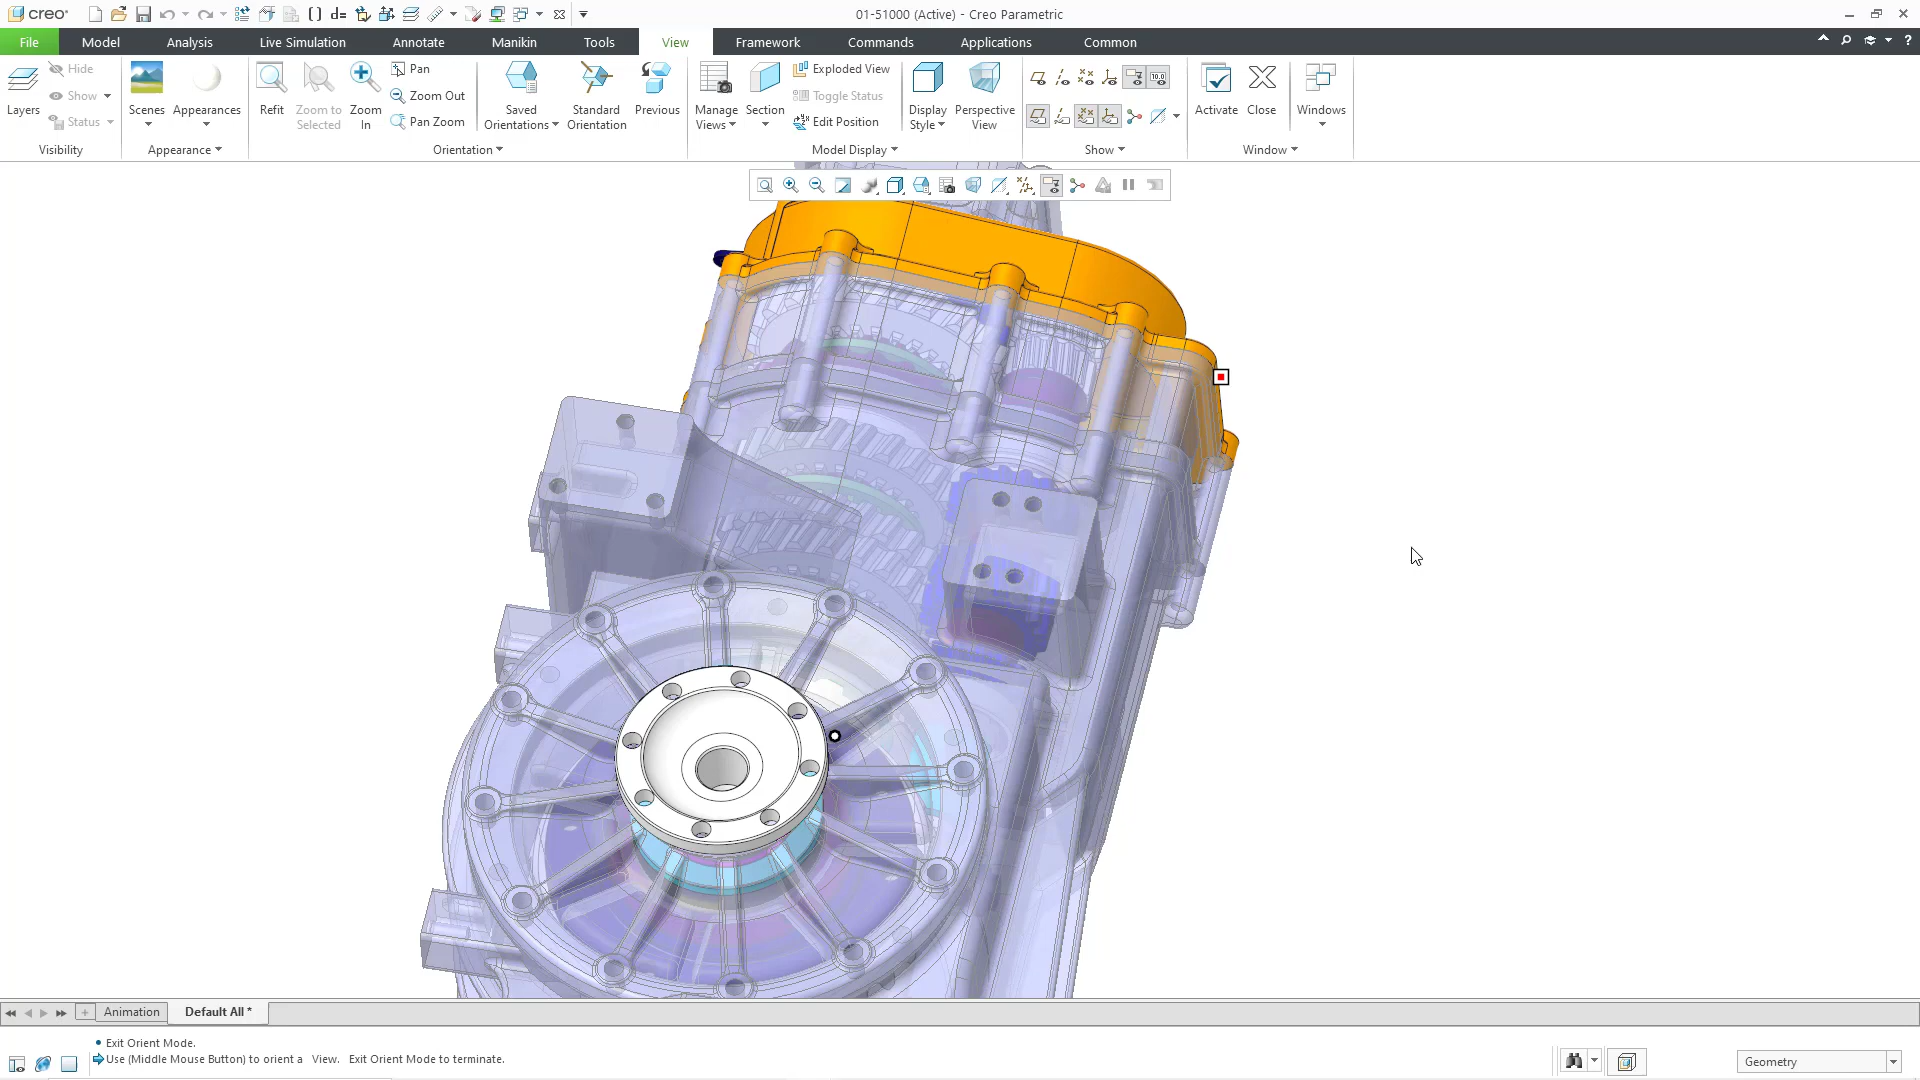 creo
d=
01-51000 (Active) - Creo Parametric
File Model Analysis Live Simulation Annotate Manikin Tools View Framework Commands Applications Common
Layers
Hide
Show
Status
Visibility
Scenes
Appearances
Appearance
Refit
Zoom to
Selected
Zoom
In
Pan
Zoom Out
Pan Zoom
Saved
Orientations
Standard
Orientation
Previous
Orientation
Manage
Views
Section
Exploded View
Toggle Status
Edit Position
Display
Style
Perspective
View
Model Display
10.0
Show
Activate
Close
Windows
Window
Animation
Default All *
Exit Orient Mode.
Use (Middle Mouse Button) to orient a View. Exit Orient Mode to terminate.
Geometry